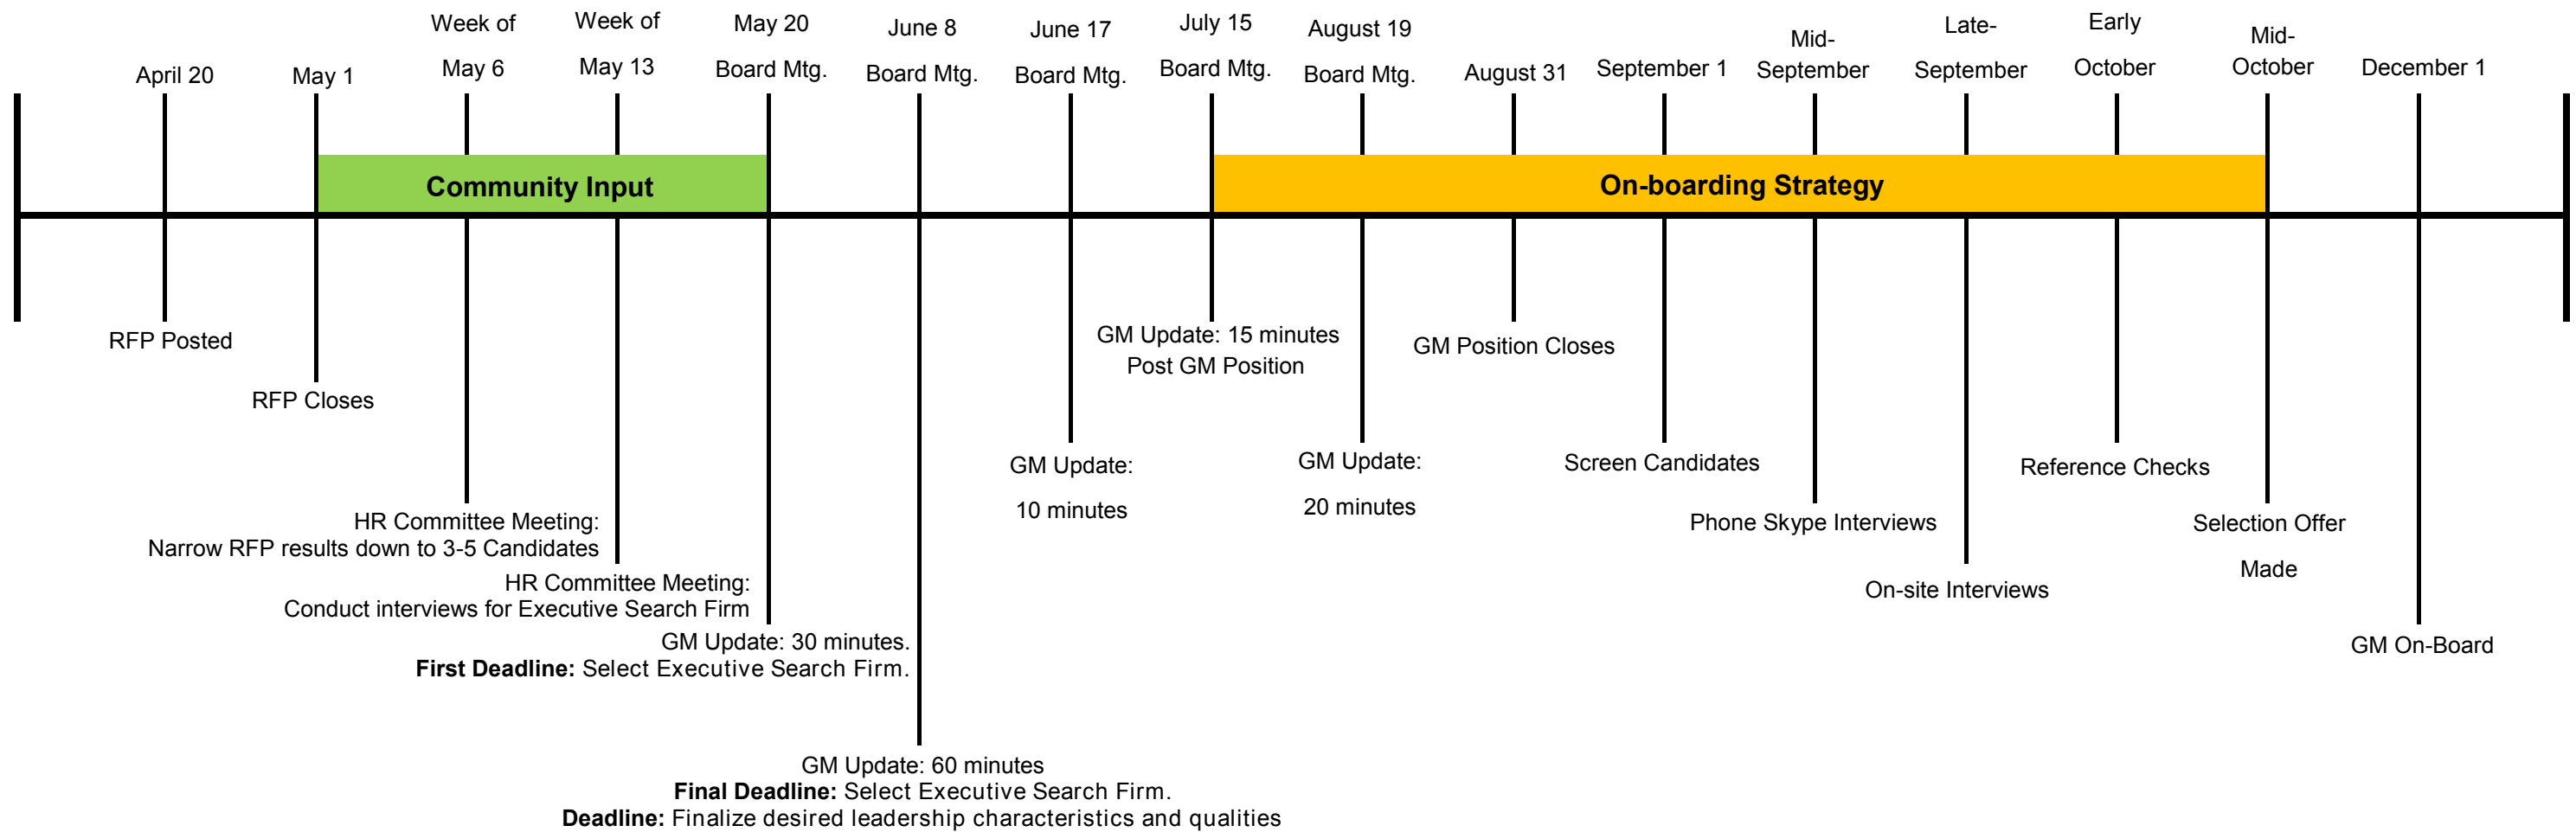 April 20
May 1
Week of
May 6
Week of
May 13
May 20
Board Mtg.
June 8
Board Mtg.
June 17
Board Mtg.
July 15
Board Mtg.
August 19
Board Mtg.
August 31
September 1
Mid-
September
Late-
September
Early
October
Mid-
October
December 1
Community Input
On-boarding Strategy
RFP Posted
RFP Closes
HR Committee Meeting:
Narrow RFP results down to 3-5 Candidates
HR Committee Meeting:
Conduct interviews for Executive Search Firm
GM Update: 30 minutes.
First Deadline: Select Executive Search Firm.
GM Update: 60 minutes
Final Deadline: Select Executive Search Firm.
Deadline: Finalize desired leadership characteristics and qualities
GM Update:
10 minutes
GM Update: 15 minutes
Post GM Position
GM Update:
20 minutes
GM Position Closes
Screen Candidates
Phone Skype Interviews
On-site Interviews
Reference Checks
Selection Offer
Made
GM On-Board